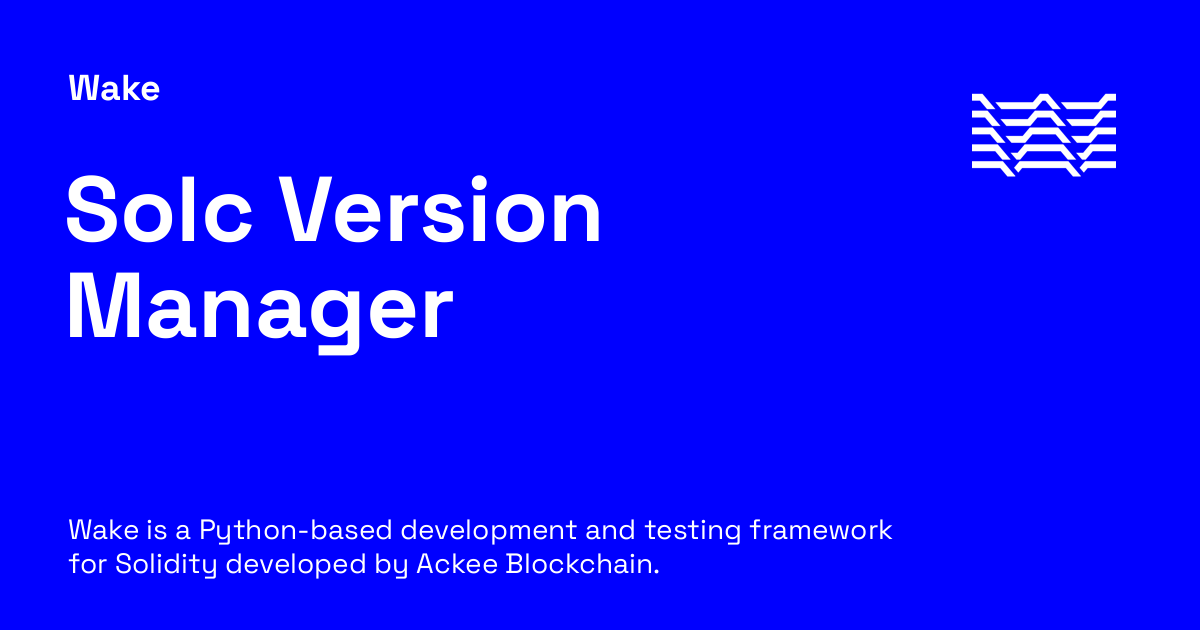 Wake
Solc Version
Manager
Wake is a Python-based development and testing framework
for Solidity developed by Ackee Blockchain.